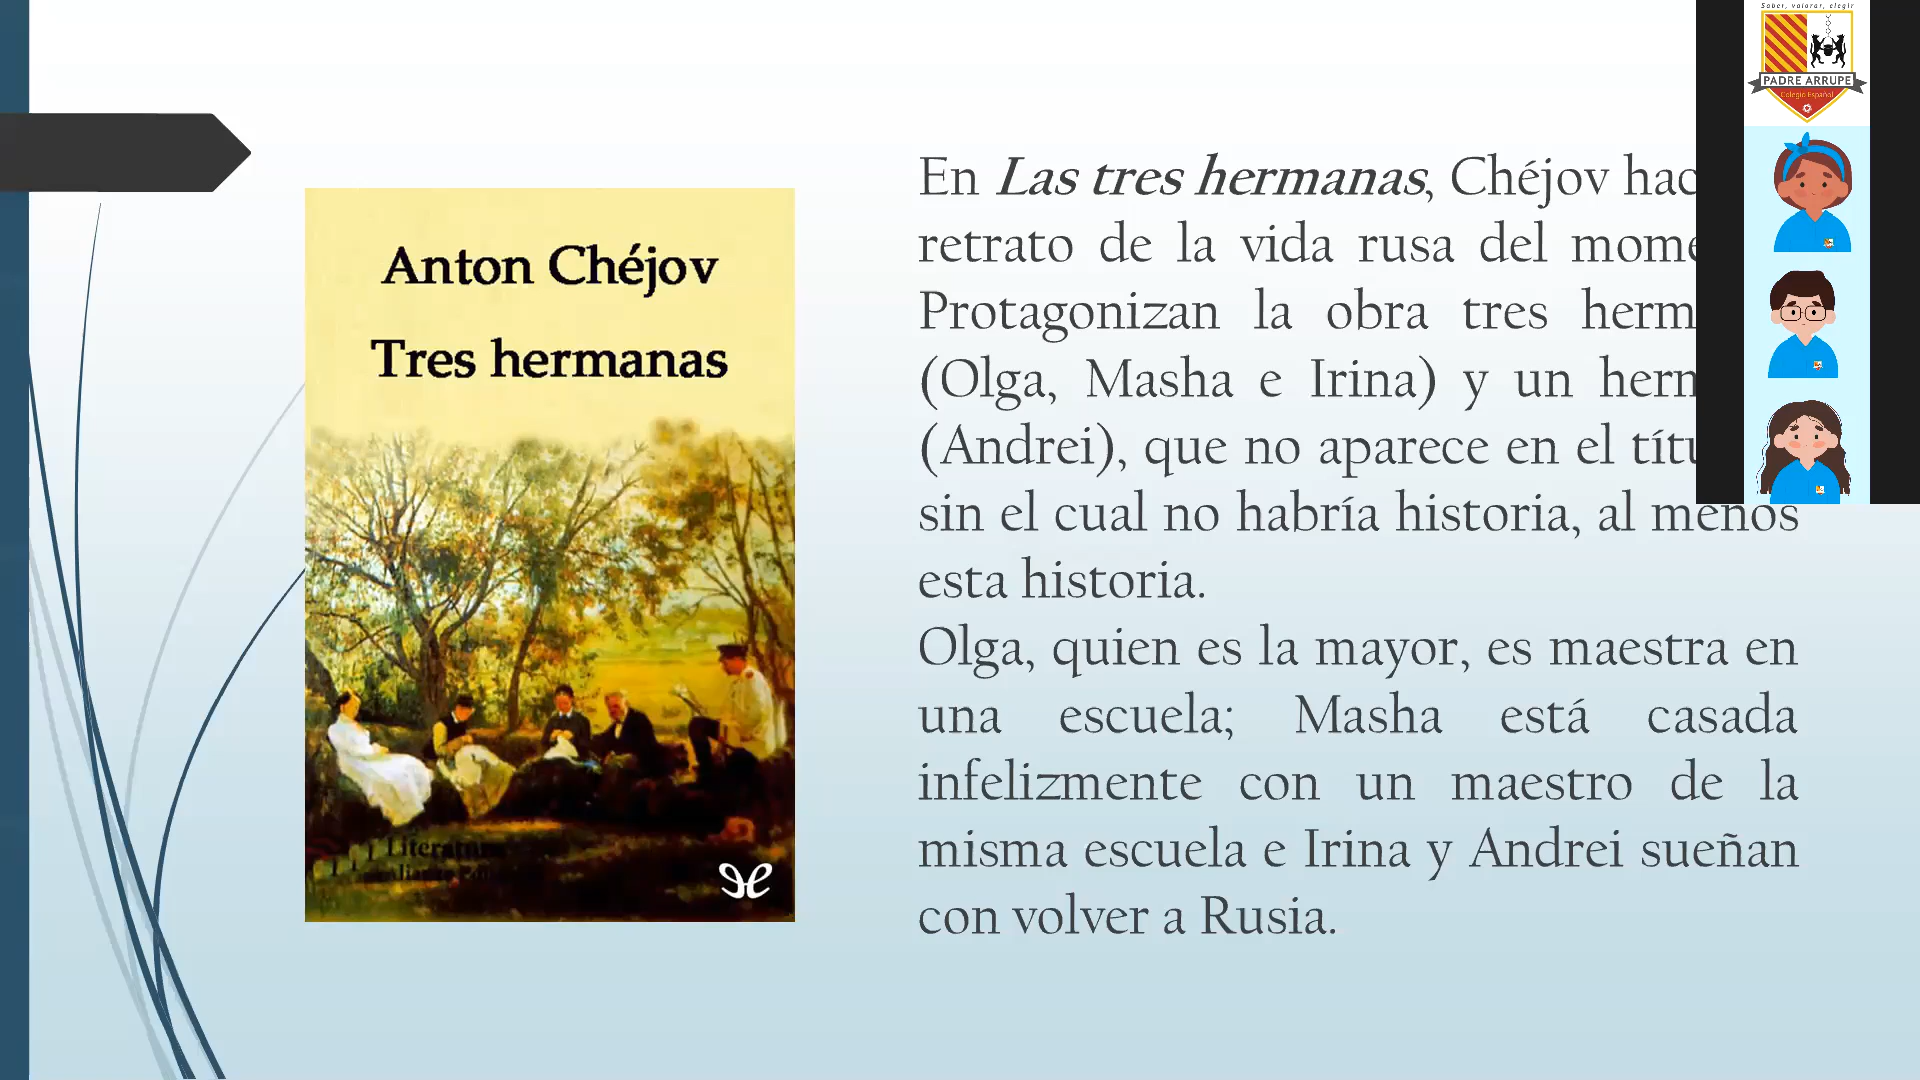 Saber, valorar, elegir
PADRE ARRUPE
Colegio Español
Anton Chéjov
Tres hermanas
Literatura
En Las tres hermanas, Chéjov hac
retrato de la vida rusa del mome
Protagonizan la obra tres herm
(Olga, Masha e Irina) y un herm
(Andrei), que no aparece en el títu
sin el cual no habría historia, al menos
esta historia.
Olga, quien es la mayor, es maestra en
una escuela; Masha está casada
infelizmente con un maestro de la
misma escuela e Irina y Andrei sueñan
con volver a Rusia.